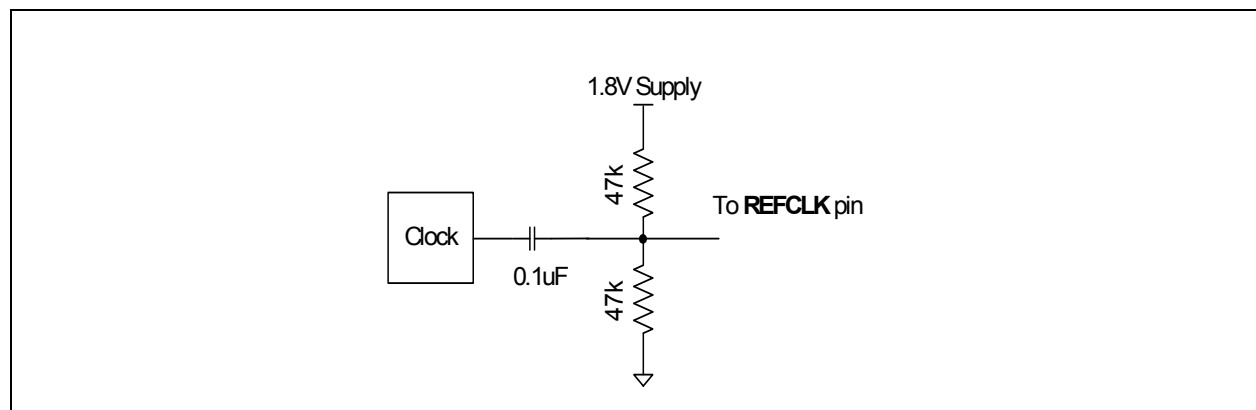 1.8V Supply
47k
To REFCLK pin
Clock
0.1uF
47k